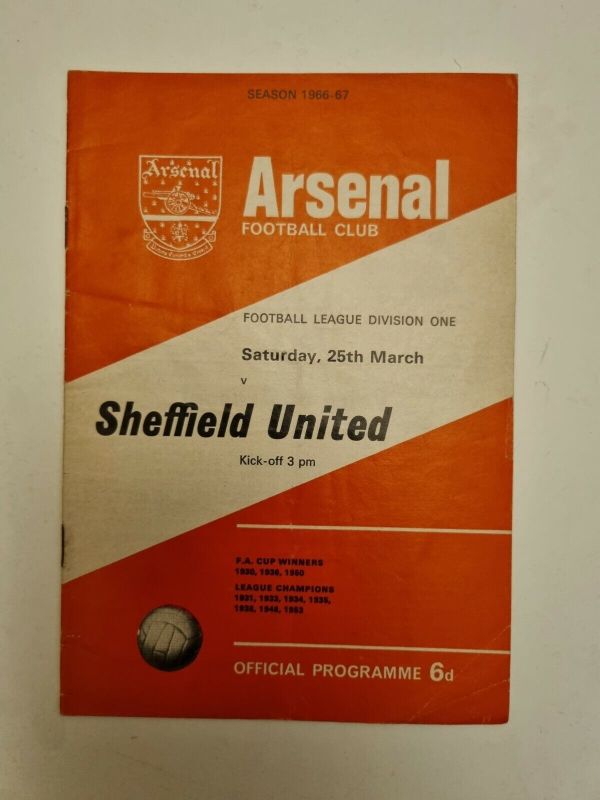 SEASON 1966-67
Arsenal
Arsenal
FOOTBALL CLUB
FOOTBALL LEAGUE DIVISION ONE
Saturday, 25th March
v
Sheffield United
Kick-off 3 pm
F.A. CUP WINNERS
1930, 1936, 1950
LEAGUE CHAMPIONS
1931, 1933, 1934, 1935,
1938, 1948, 1953
OFFICIAL PROGRAMME 6d